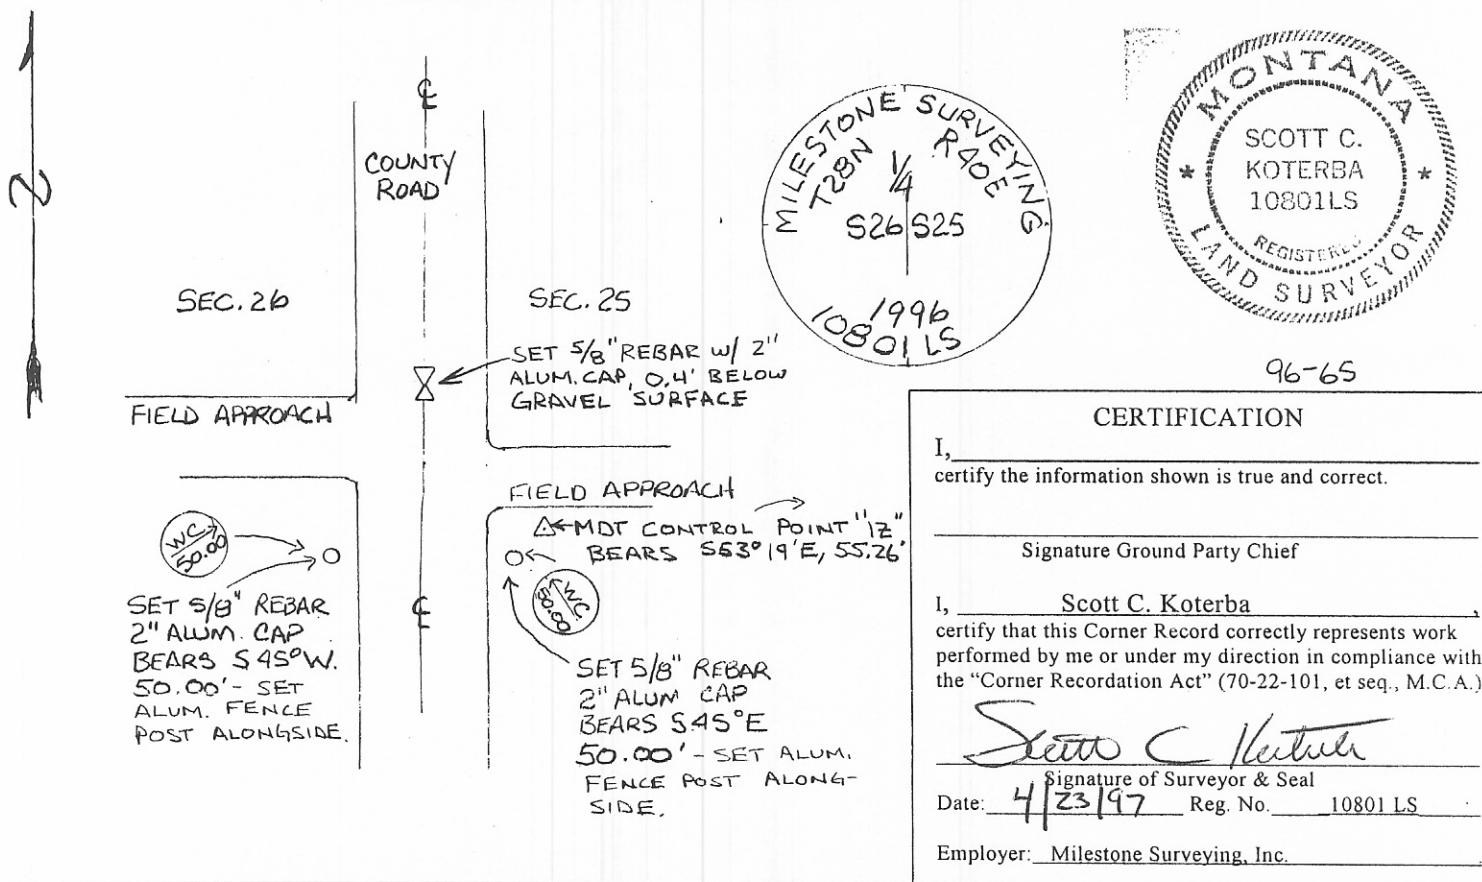 N
℄
COUNTY
ROAD
SEC. 26
SEC. 25
SET 5/8" REBAR W/ 2"
ALUM. CAP, 0.4' BELOW
GRAVEL SURFACE
FIELD APPROACH
FIELD APPROACH
MDT CONTROL POINT "1Z"
BEARS S53°19'E, 55.26'
WC
50.00
SET 5/8" REBAR
2" ALUM. CAP
BEARS S 45°W.
50.00' - SET
ALUM. FENCE
POST ALONGSIDE.
℄
WC
50.00
SET 5/8" REBAR
2" ALUM CAP
BEARS S.45°E
50.00' - SET ALUM.
FENCE POST ALONG-
SIDE.
MILESTONE SURVEYING
T28N R40E
1/4
S26 S25
1996
10801 LS
MONTANA
SCOTT C.
KOTERBA
10801LS
REGISTERED
LAND SURVEYOR
96-65
CERTIFICATION
I,
certify the information shown is true and correct.
Signature Ground Party Chief
I, Scott C. Koterba,
certify that this Corner Record correctly represents work
performed by me or under my direction in compliance with
the “Corner Recordation Act” (70-22-101, et seq., M.C.A.)
Scott C Koterba
Signature of Surveyor & Seal
Date: 4/23/97 Reg. No. 10801 LS
Employer: Milestone Surveying, Inc.